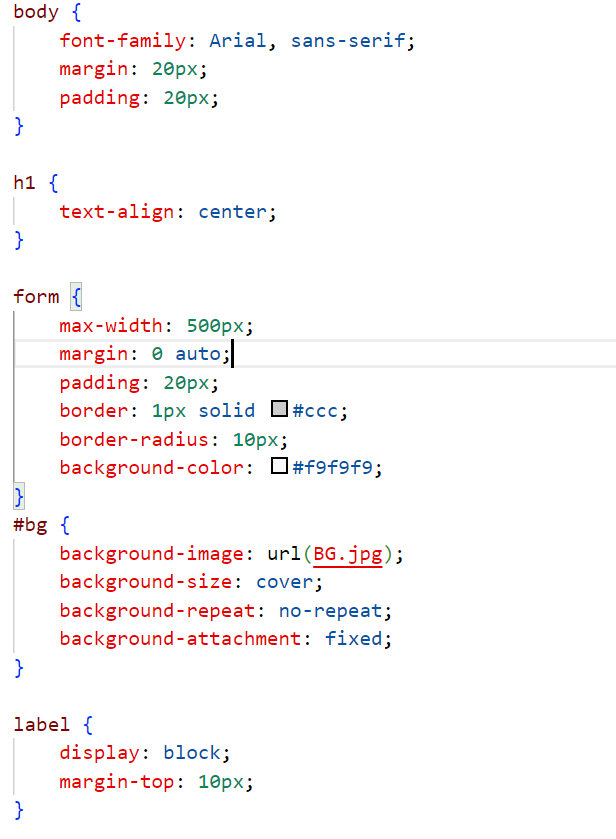 body {
    font-family: Arial, sans-serif;
    margin: 20px;
    padding: 20px;
}

h1 {
    text-align: center;
}

form {
    max-width: 500px;
    margin: 0 auto;
    padding: 20px;
    border: 1px solid #ccc;
    border-radius: 10px;
    background-color: #f9f9f9;
}
#bg {
    background-image: url(BG.jpg);
    background-size: cover;
    background-repeat: no-repeat;
    background-attachment: fixed;
}

label {
    display: block;
    margin-top: 10px;
}